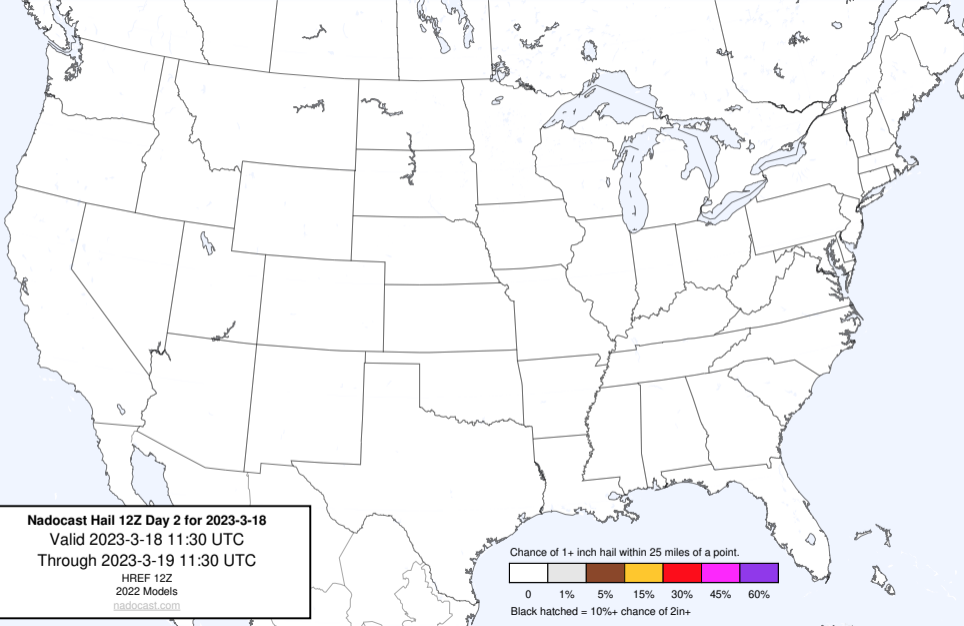 Nadocast Hail 12Z Day 2 for 2023-3-18
Valid 2023-3-18 11:30 UTC
Through 2023-3-19 11:30 UTC
HREF 12Z
2022 Models
nadocast.com
Chance of 1+ inch hail within 25 miles of a point.
0 1% 5% 15% 30% 45% 60%
Black hatched = 10%+ chance of 2in+